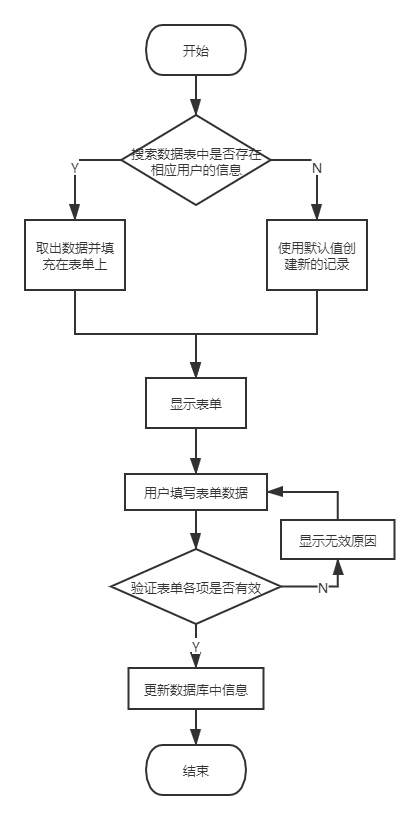 开始
搜索数据表中是否存在
相应用户的信息
Y
N
取出数据并填
充在表单上
使用默认值创
建新的记录
显示表单
用户填写表单数据
显示无效原因
验证表单各项是否有效
N
Y
更新数据库中信息
结束